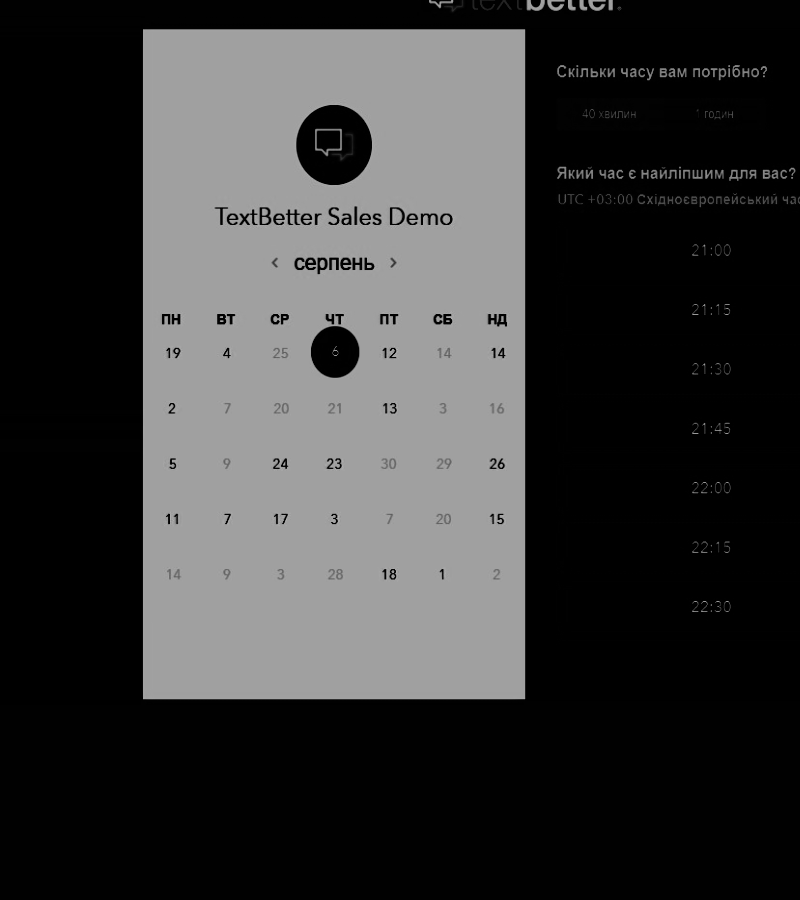 textbetter.
TextBetter Sales Demo
< серпень >
ПН ВТ СР ЧТ ПТ СБ НД
19 4 25 6 12 14 14
2 7 20 21 13 3 16
5 9 24 23 30 29 26
11 7 17 3 7 20 15
14 9 3 28 18 1 2
Скільки часу вам потрібно?
40 хвилин 1 годин
Який час є найліпшим для вас?
UTC +03:00 Східноєвропейський час
21:00
21:15
21:30
21:45
22:00
22:15
22:30